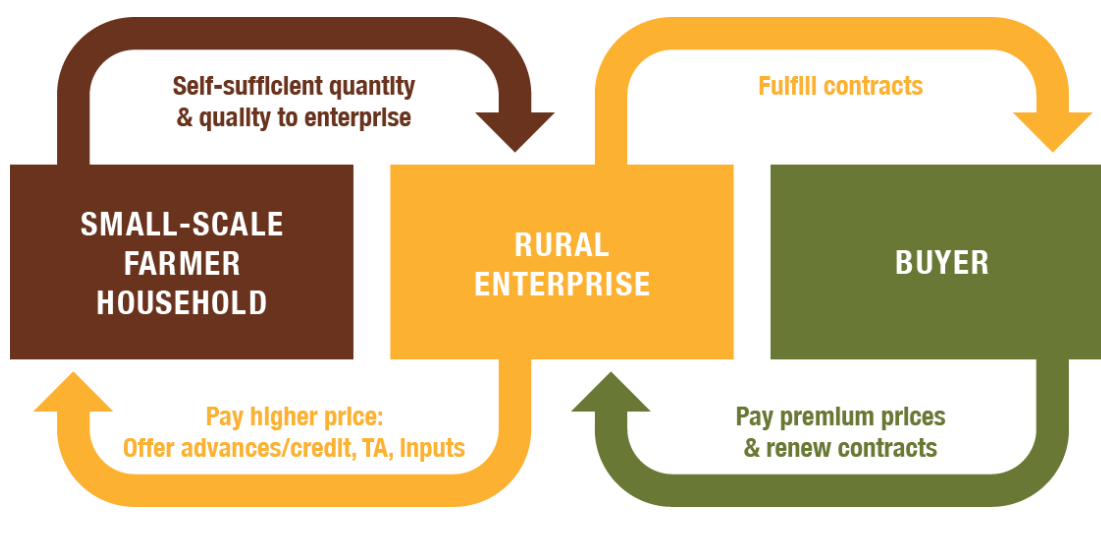 Self-sufficient quantity
& quality to enterprise
Fulfill contracts
SMALL-SCALE
FARMER
HOUSEHOLD
RURAL
ENTERPRISE
BUYER
Pay higher price:
Offer advances/credit, TA, inputs
Pay premium prices
& renew contracts